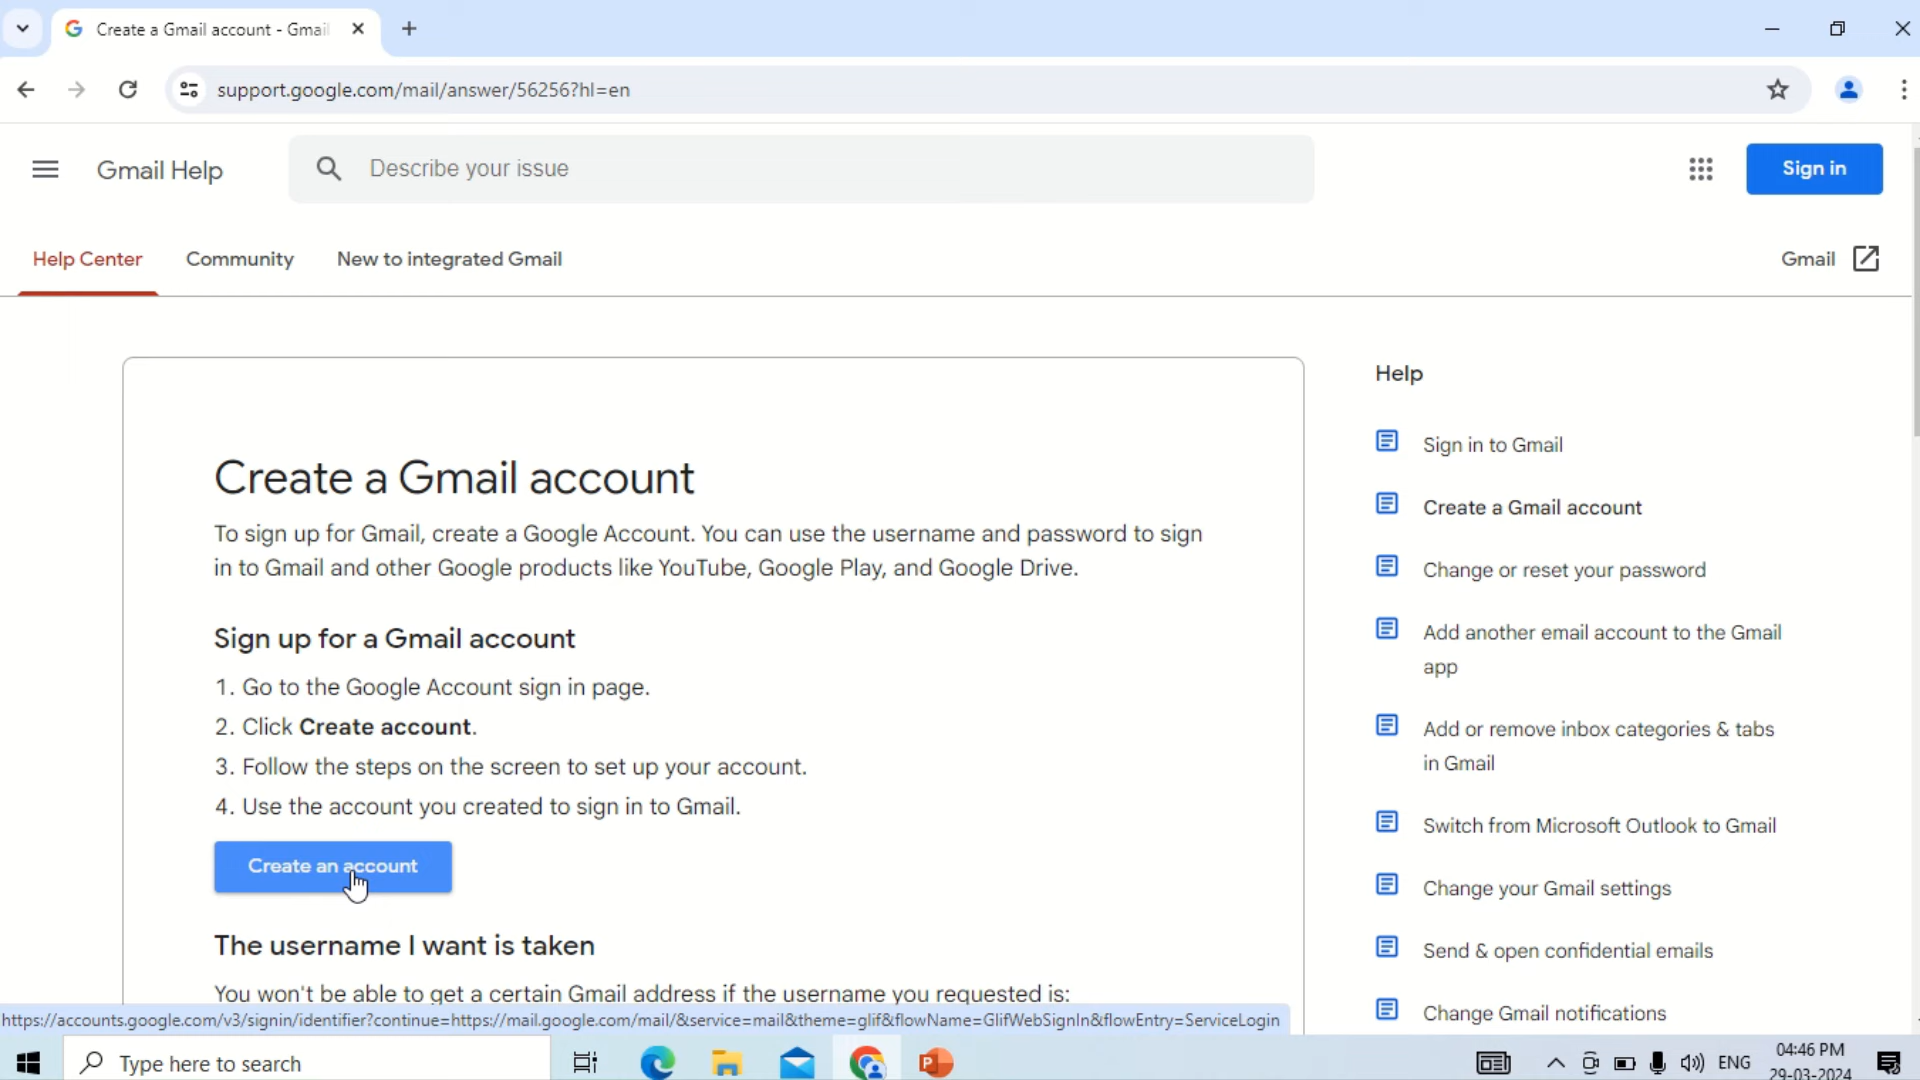 Create a Gmail account - Gmail
support.google.com/mail/answer/56256?hl=en
Gmail Help
Describe your issue
Sign in
Help Center
Community
New to integrated Gmail
Gmail
Create a Gmail account
To sign up for Gmail, create a Google Account. You can use the username and password to sign
in to Gmail and other Google products like YouTube, Google Play, and Google Drive.
Sign up for a Gmail account
1. Go to the Google Account sign in page.
2. Click Create account.
3. Follow the steps on the screen to set up your account.
4. Use the account you created to sign in to Gmail.
Create an account
The username I want is taken
You won't be able to get a certain Gmail address if the username you requested is:
Help
Sign in to Gmail
Create a Gmail account
Change or reset your password
Add another email account to the Gmail
app
Add or remove inbox categories & tabs
in Gmail
Switch from Microsoft Outlook to Gmail
Change your Gmail settings
Send & open confidential emails
Change Gmail notifications
https://accounts.google.com/v3/signin/identifier?continue=https://mail.google.com/mail/&service=mail&theme=glif&flowName=GlifWebSignIn&flowEntry=ServiceLogin
Type here to search
ENG
04:46 PM
29-03-2024